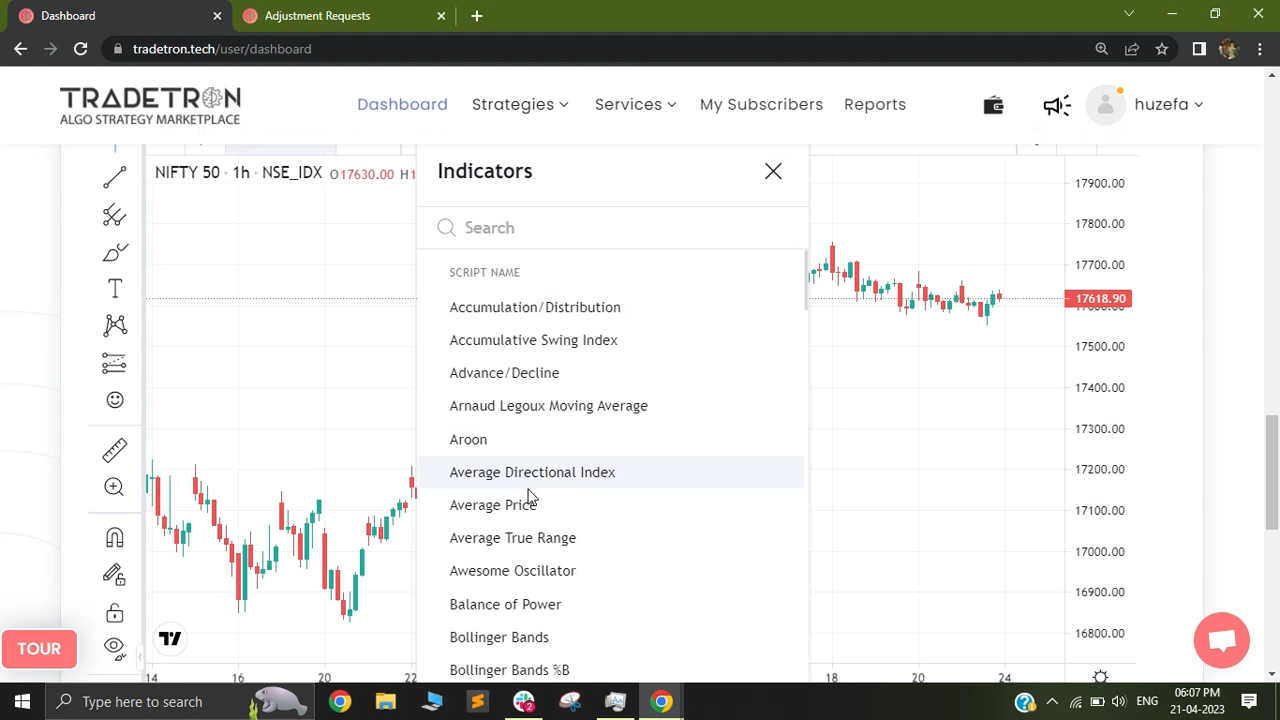 Dashboard
Adjustment Requests
tradetron.tech/user/dashboard
TRADETRON
ALGO STRATEGY MARKETPLACE
Dashboard
Strategies
Services
My Subscribers
Reports
huzefa
NIFTY 50 · 1h · NSE_IDX O17630.00 H1
Indicators
Search
SCRIPT NAME
Accumulation/Distribution
Accumulative Swing Index
Advance/Decline
Arnaud Legoux Moving Average
Aroon
Average Directional Index
Average Price
Average True Range
Awesome Oscillator
Balance of Power
Bollinger Bands
Bollinger Bands %B
17900.00
17800.00
17700.00
17618.90
17500.00
17400.00
17300.00
17200.00
17100.00
17000.00
16900.00
16800.00
14
16
18
20
22
18
20
22
24
TOUR
Type here to search
2
ENG
06:07 PM
21-04-2023